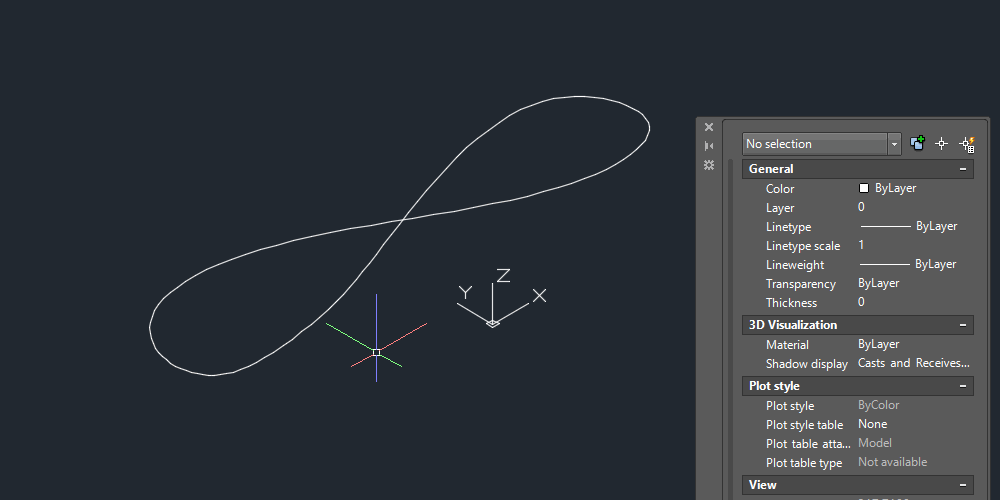 Z
Y
X
No selection
General
Color ByLayer
Layer 0
Linetype ByLayer
Linetype scale 1
Lineweight ByLayer
Transparency ByLayer
Thickness 0
3D Visualization
Material ByLayer
Shadow display Casts and Receives...
Plot style
Plot style ByColor
Plot style table None
Plot table atta... Model
Plot table type Not available
View